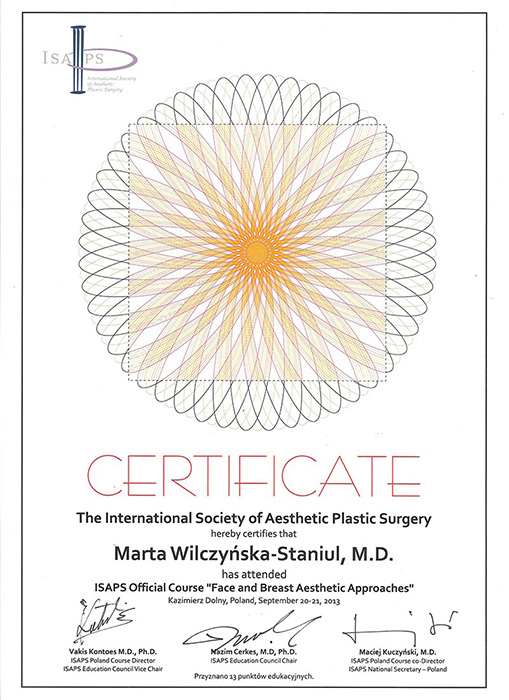 ISAPS
International Society
of Aesthetic
Plastic Surgery
CERTIFICATE
The International Society of Aesthetic Plastic Surgery
hereby certifies that
Marta Wilczyńska-Staniul, M.D.
has attended
ISAPS Official Course "Face and Breast Aesthetic Approaches"
Kazimierz Dolny, Poland, September 20-21, 2013
Vakis Kontoes M.D., Ph.D.
ISAPS Poland Course Director
ISAPS Education Council Vice Chair
Nazim Cerkes, M.D, Ph.D.
ISAPS Education Council Chair
Maciej Kuczyński, M.D.
ISAPS Poland Course co-Director
ISAPS National Secretary – Poland
Przyznano 13 punktów edukacyjnych.